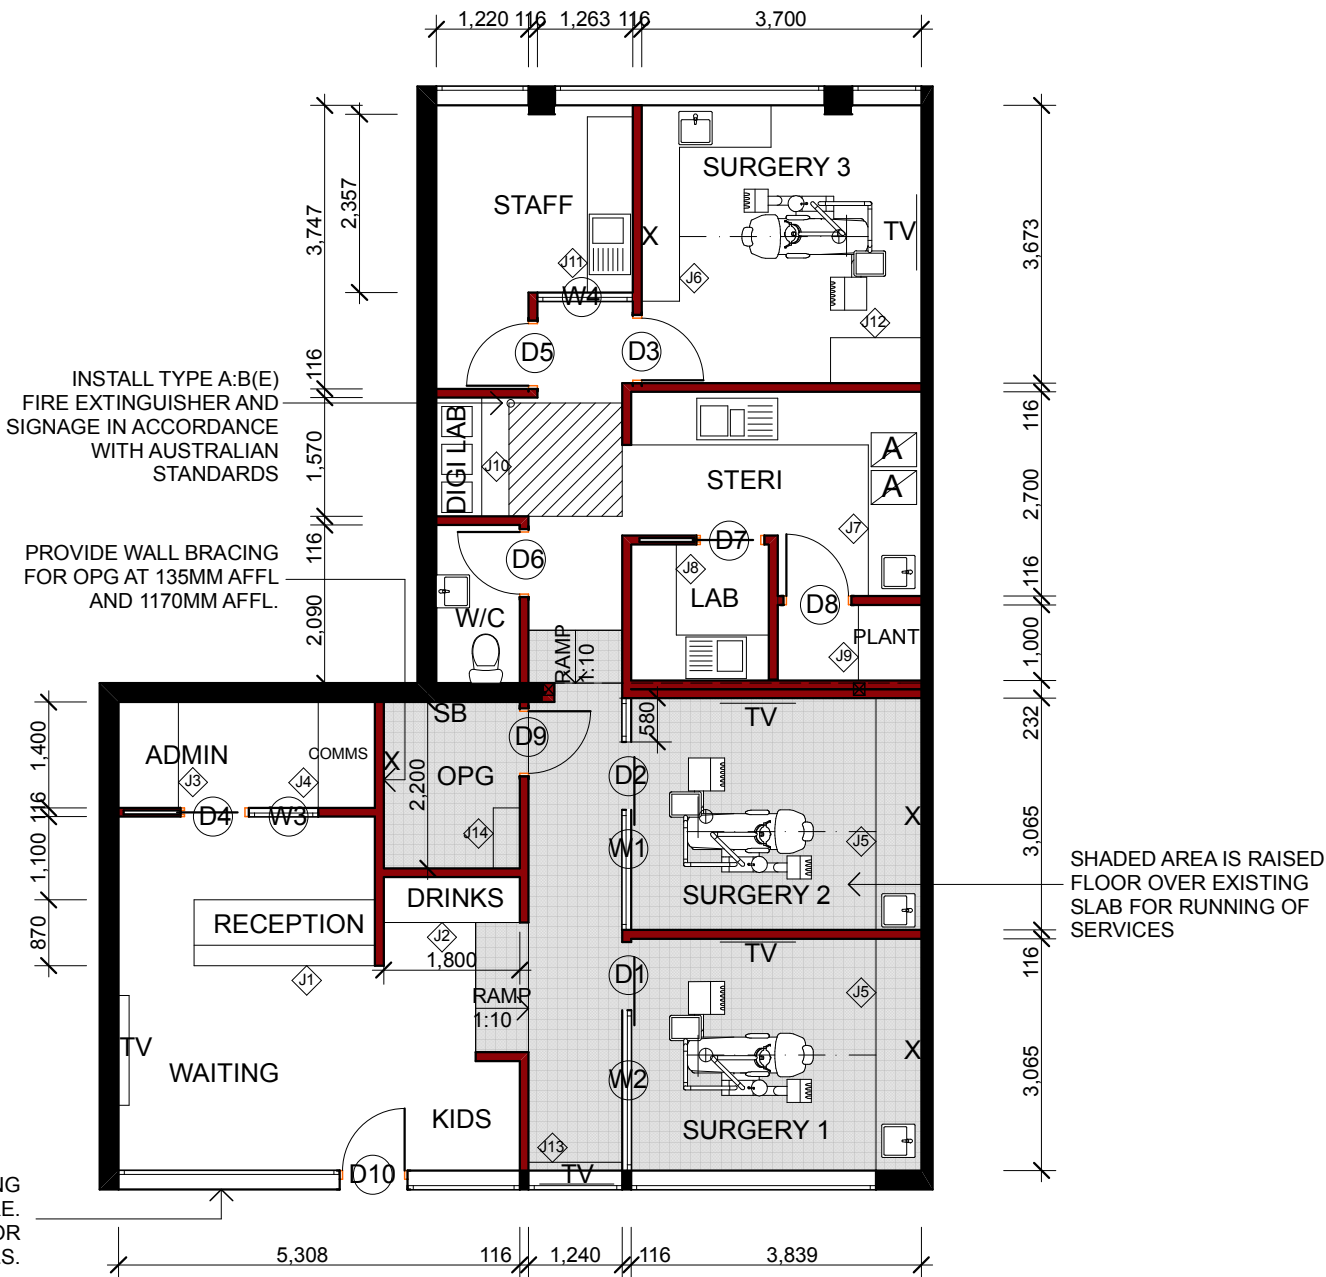 1,220 116 1,263 116 3,700
SURGERY 3
STAFF
TV
X
3,747
2,357
3,673
J11
J6
W4
J12
D5
D3
116
116
INSTALL TYPE A:B(E)
FIRE EXTINGUISHER AND
SIGNAGE IN ACCORDANCE
WITH AUSTRALIAN
STANDARDS
1,570
DIGI LAB
J10
STERI
A
A
2,700
J7
PROVIDE WALL BRACING
FOR OPG AT 135MM AFFL
AND 1170MM AFFL.
116
D6
D7
J8
LAB
D8
116
2,090
W/C
RAMP
1:10
PLANT
J9
1,000
SB
TV
580
232
1,400
ADMIN
COMMS
X
D9
OPG
J3
J4
D2
2,200
116
D4
W3
X
J14
W1
J5
3,065
1,100
SURGERY 2
SHADED AREA IS RAISED
FLOOR OVER EXISTING
SLAB FOR RUNNING OF
SERVICES
DRINKS
870
RECEPTION
J2
1,800
TV
116
J1
D1
J5
RAMP
1:10
TV
WAITING
X
W2
3,065
KIDS
SURGERY 1
J13
D10
TV
NG
E.
OR
S.
5,308 116 1,240 116 3,839